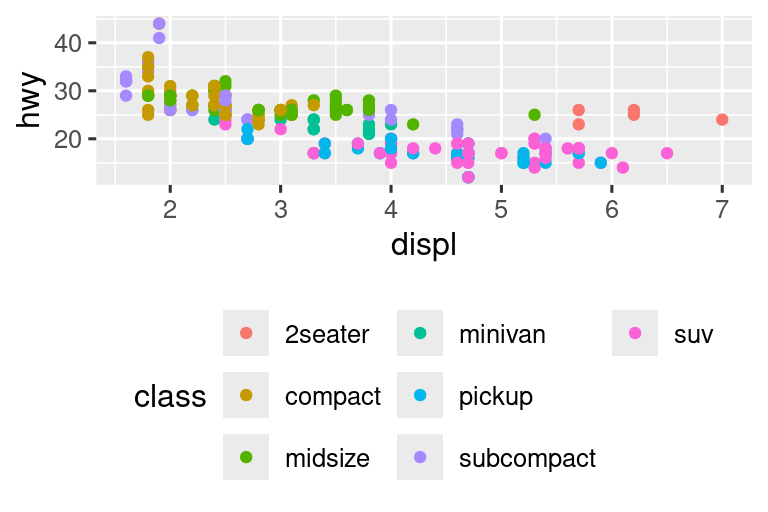 hwy
40
30
20
2 3 4 5 6 7
displ
class
2seater minivan suv
compact pickup
midsize subcompact